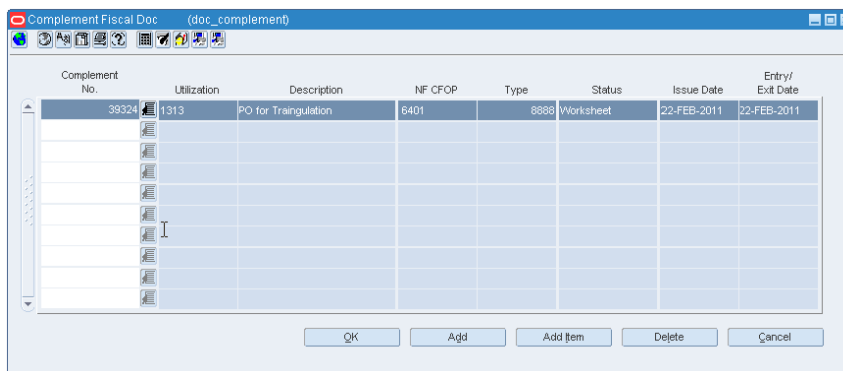 Complement Fiscal Doc (doc_complement)
Complement No. Utilization Description NF CFOP Type Status Issue Date Entry/ Exit Date
39324 1313 PO for Traingulation 6401 8888 Worksheet 22-FEB-2011 22-FEB-2011
OK Add Add Item Delete Cancel